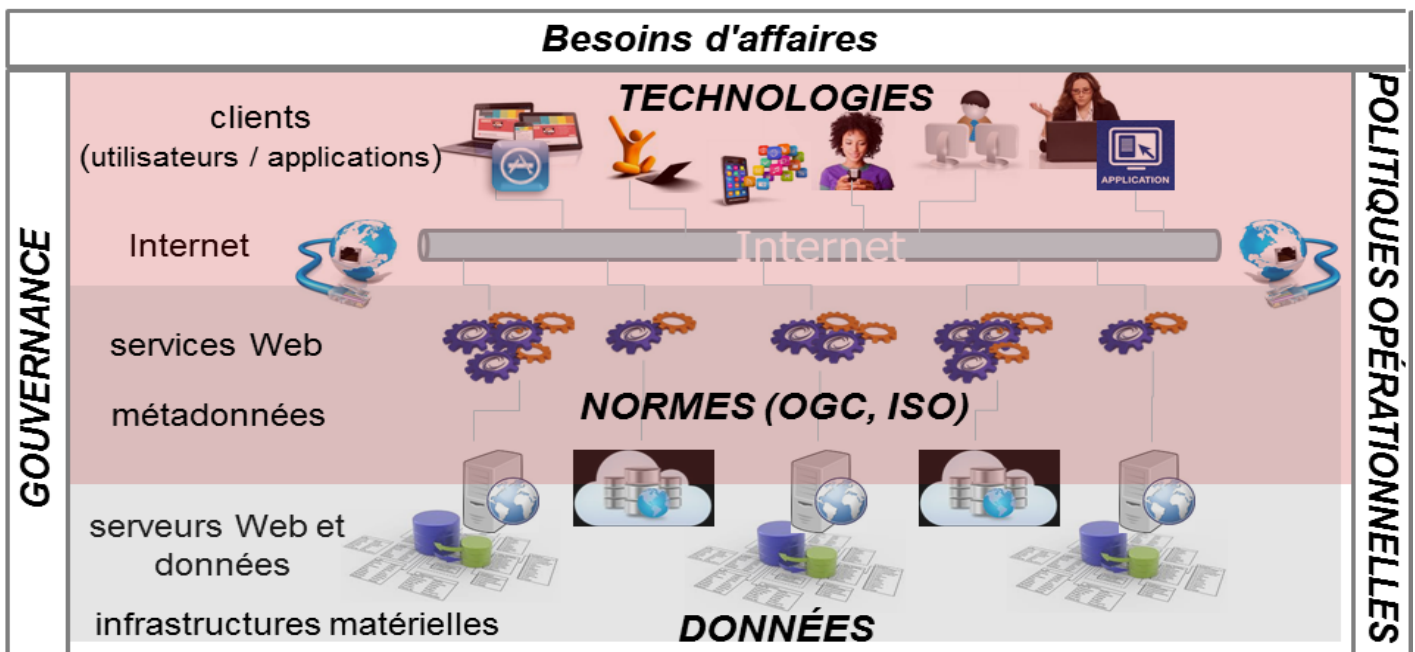 Besoins d'affaires
GOUVERNANCE
TECHNOLOGIES
clients
(utilisateurs / applications)
APPLICATION
Internet
Internet
services Web
métadonnées
NORMES (OGC, ISO)
serveurs Web et
données
infrastructures matérielles
DONNÉES
POLITIQUES OPÉRATIONNELLES